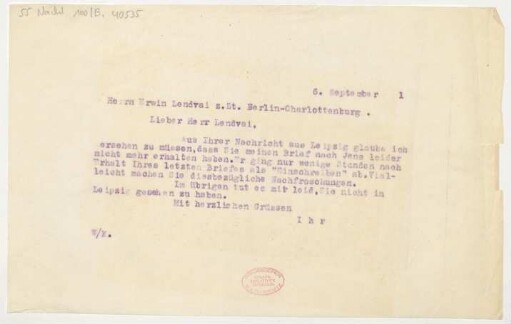 55 Nachl 100/B, 40535
6. September 1
Herrn Erwin Lendvai z.Zt. Berlin-Charlottenburg.
Lieber Herr Lendvai,
aus Ihrer Nachricht aus Leipzig glaube ich
ersehen zu müssen, dass Sie meinen Brief nach Jena leider
nicht mehr erhalten haben. Er ging nur wenige Stunden nach
Erhalt Ihres letzten Briefes als "Einschreiben" ab. Viel-
leicht machen Sie diesbezügliche Nachforschungen.
Im Übrigen tut es mir leid, Sie nicht in
Leipzig gesehen zu haben.
Mit herzlichen Grüssen
Ihr